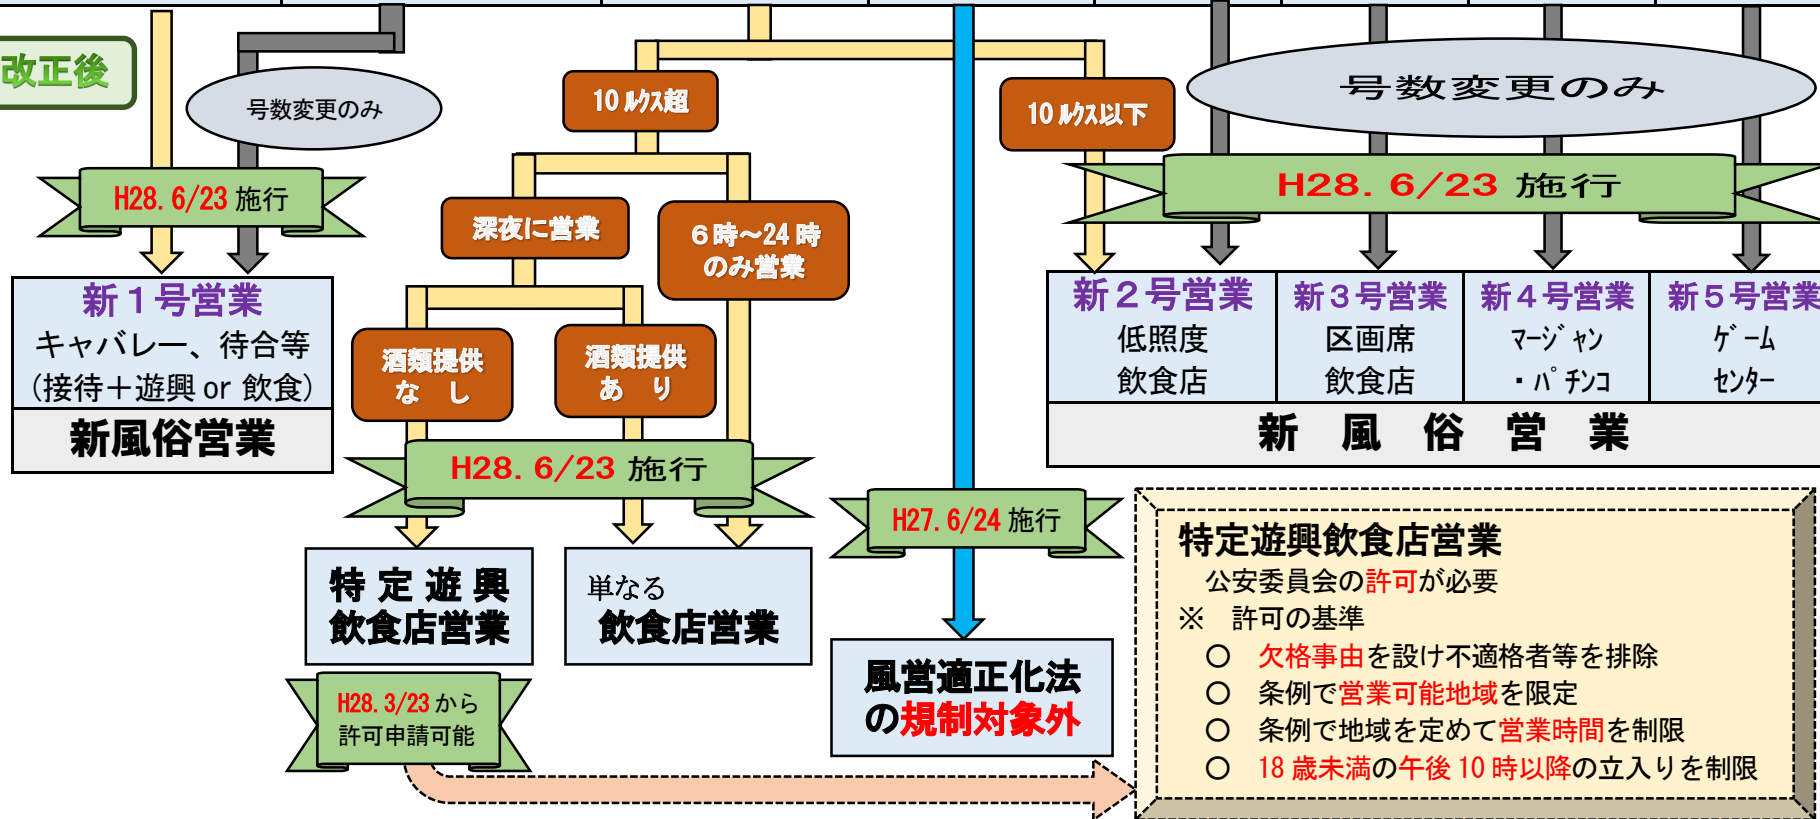 改正後
号数変更のみ
10 ﾙｸｽ超
10 ﾙｸｽ以下
号数変更のみ
H28. 6/23 施行
H28. 6/23 施行
深夜に営業
６時～24 時
のみ営業
新１号営業
キャバレー、待合等
（接待＋遊興 or 飲食）
新風俗営業
酒類提供
な　し
酒類提供
あ　り
新２号営業
低照度
飲食店
新３号営業
区画席
飲食店
新４号営業
ﾏｰｼﾞｬﾝ
・ﾊﾟﾁﾝｺ
新５号営業
ｹﾞｰﾑ
ｾﾝﾀｰ
新　風　俗　営　業
H28. 6/23 施行
H27. 6/24 施行
特 定 遊 興
飲食店営業
単なる
飲食店営業
風営適正化法
の規制対象外
H28. 3/23 から
許可申請可能
特定遊興飲食店営業
公安委員会の許可が必要
※　許可の基準
○　欠格事由を設け不適格者等を排除
○　条例で営業可能地域を限定
○　条例で地域を定めて営業時間を制限
○　18 歳未満の午後 10 時以降の立入りを制限